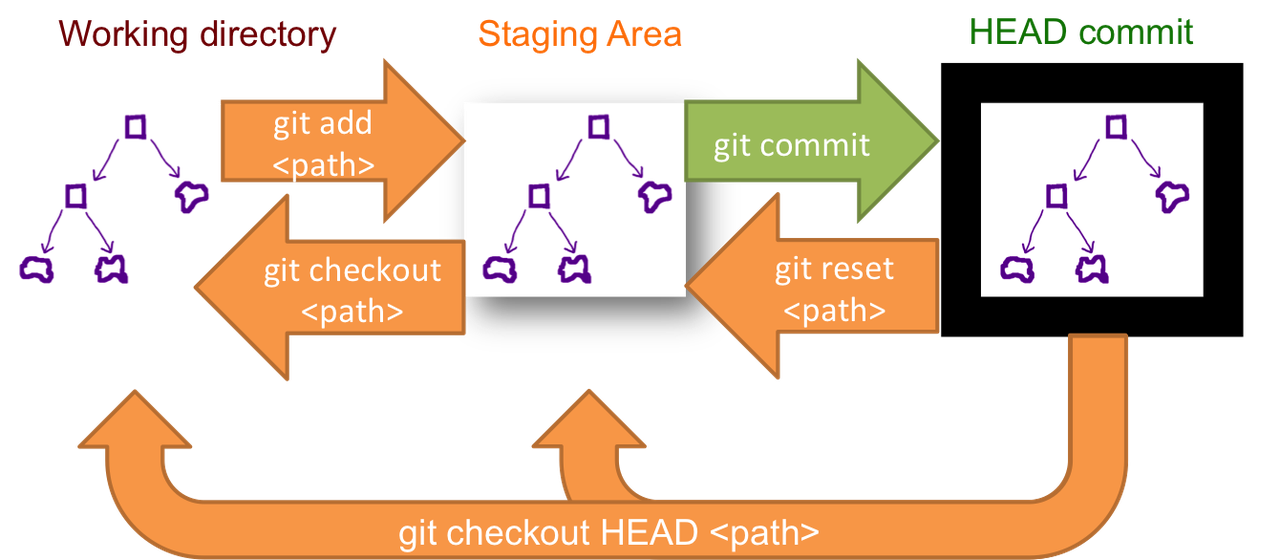 Working directory
Staging Area
HEAD commit
git add
<path>
git commit
git checkout
<path>
git reset
<path>
git checkout HEAD <path>